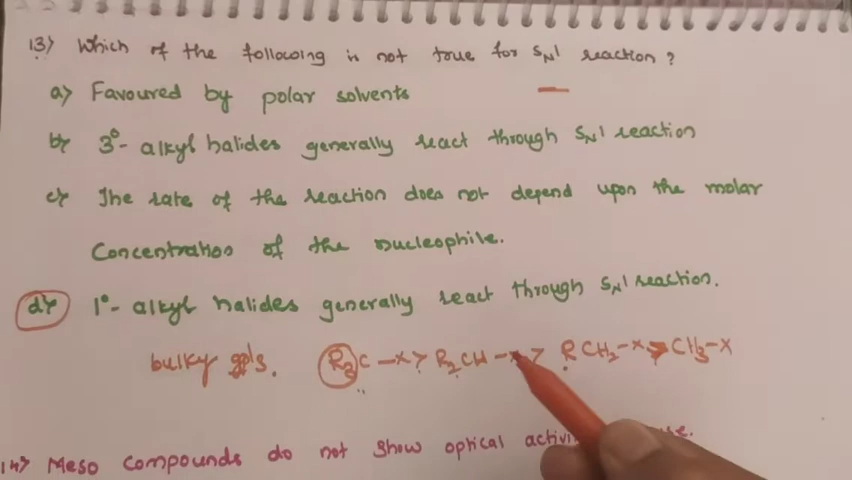 13) Which of the following is not true for SN1 reaction?
a) Favoured by polar solvents
b) 3°- alkyl halides generally react through SN1 reaction
c) The rate of the reaction does not depend upon the molar
Concentration of the nucleophile.
d) 1°- alkyl halides generally react through SN1 reaction.
bulky gps. R3C-X > R2CH-X > RCH2-X > CH3-X
14) Meso compounds do not show optical